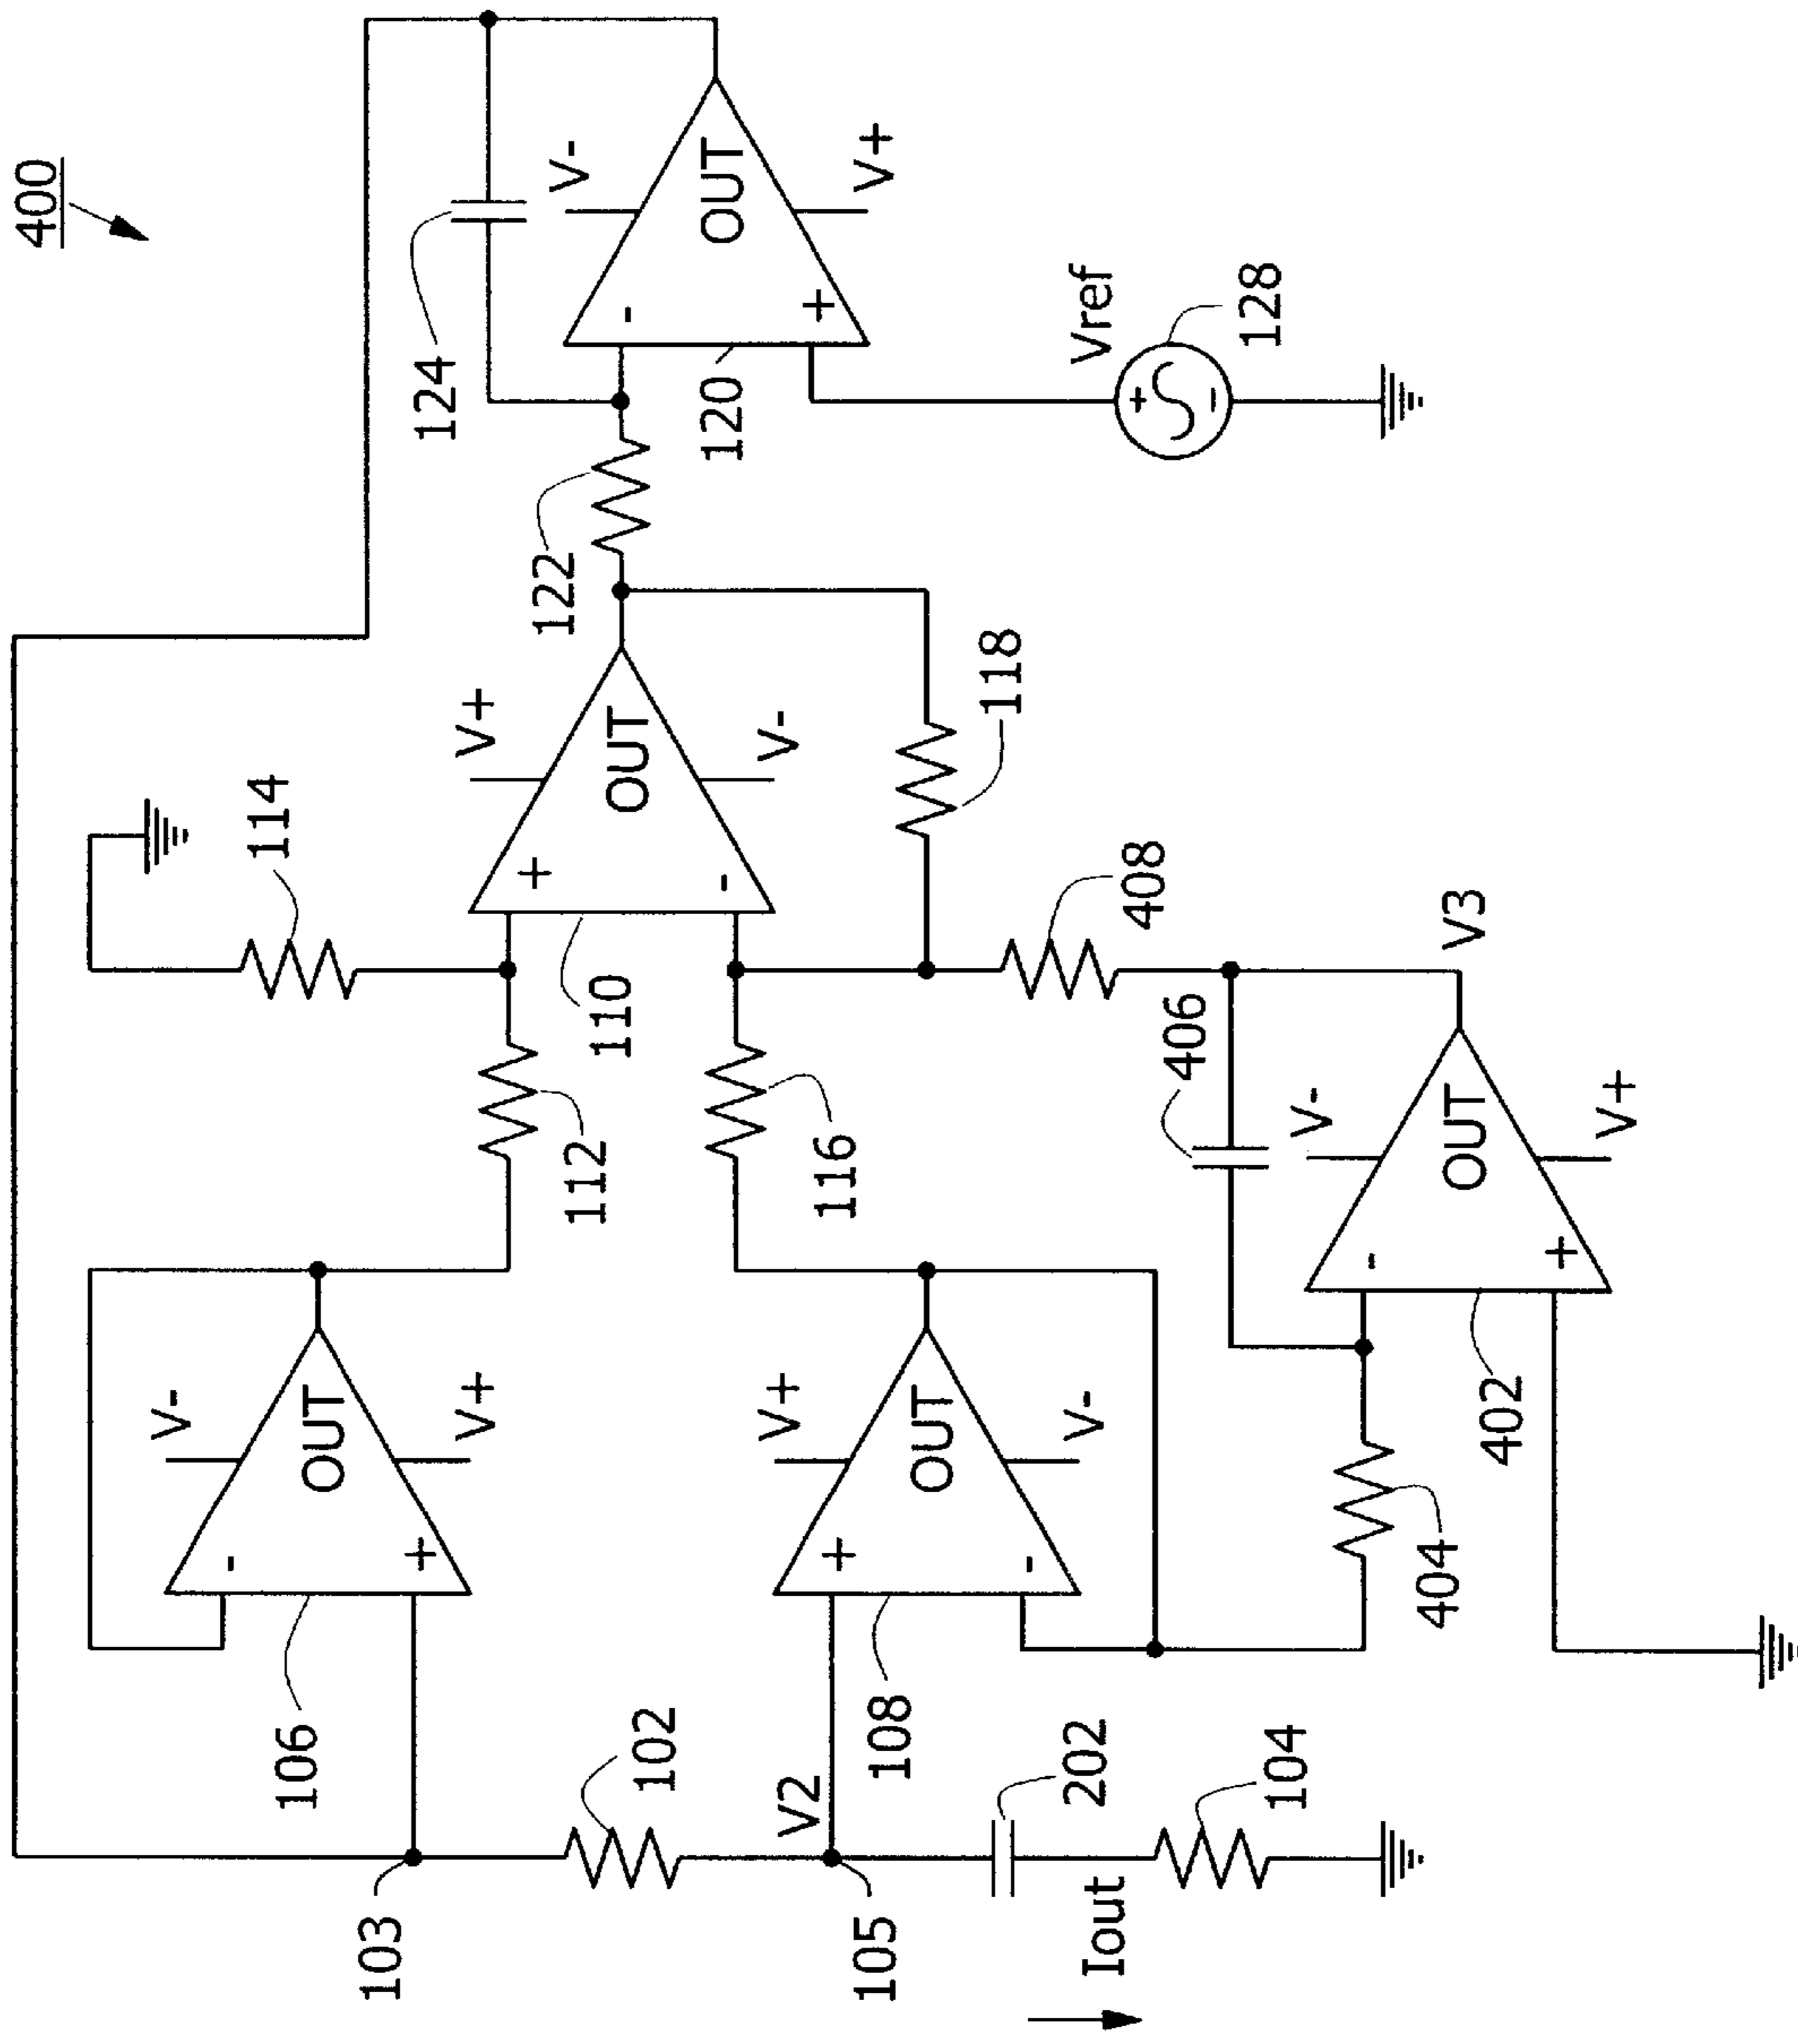 400
103
105
Iout
V2
106
-
+
OUT
V-
V+
102
108
+
-
OUT
V+
V-
202
104
112
116
404
402
-
+
OUT
V-
V+
406
V3
408
114
110
+
-
OUT
V+
V-
118
122
124
120
-
+
OUT
V-
V+
Vref
+
-
128